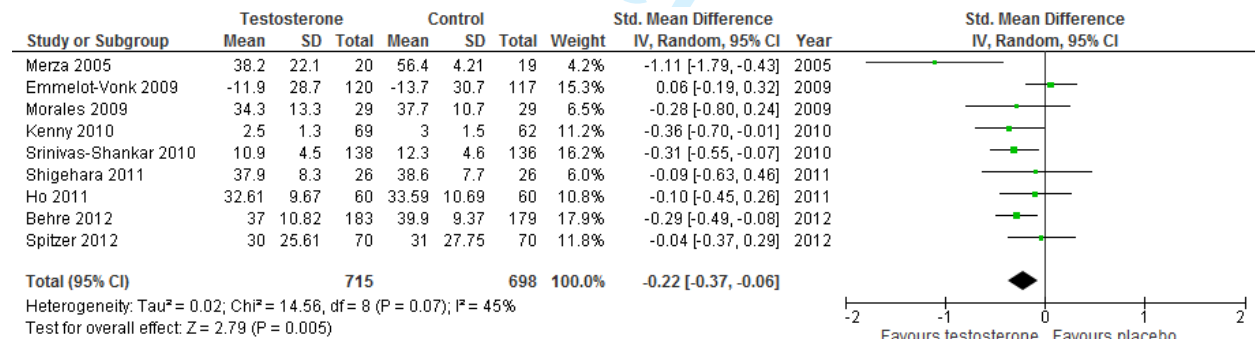 Testosterone Control Std. Mean Difference Std. Mean Difference
Study or Subgroup Mean SD Total Mean SD Total Weight IV, Random, 95% CI Year IV, Random, 95% CI
Merza 2005 38.2 22.1 20 56.4 4.21 19 4.2% -1.11 [-1.79, -0.43] 2005
Emmelot-Vonk 2009 -11.9 28.7 120 -13.7 30.7 117 15.3% 0.06 [-0.19, 0.32] 2009
Morales 2009 34.3 13.3 29 37.7 10.7 29 6.5% -0.28 [-0.80, 0.24] 2009
Kenny 2010 2.5 1.3 69 3 1.5 62 11.2% -0.36 [-0.70, -0.01] 2010
Srinivas-Shankar 2010 10.9 4.5 138 12.3 4.6 136 16.2% -0.31 [-0.55, -0.07] 2010
Shigehara 2011 37.9 8.3 26 38.6 7.7 26 6.0% -0.09 [-0.63, 0.46] 2011
Ho 2011 32.61 9.67 60 33.59 10.69 60 10.8% -0.10 [-0.45, 0.26] 2011
Behre 2012 37 10.82 183 39.9 9.37 179 17.9% -0.29 [-0.49, -0.08] 2012
Spitzer 2012 30 25.61 70 31 27.75 70 11.8% -0.04 [-0.37, 0.29] 2012
Total (95% CI) 715 698 100.0% -0.22 [-0.37, -0.06]
Heterogeneity: Tau² = 0.02; Chi² = 14.56, df = 8 (P = 0.07); I² = 45%
Test for overall effect: Z = 2.79 (P = 0.005)
-2 -1 0 1 2
Favours testosterone Favours placebo